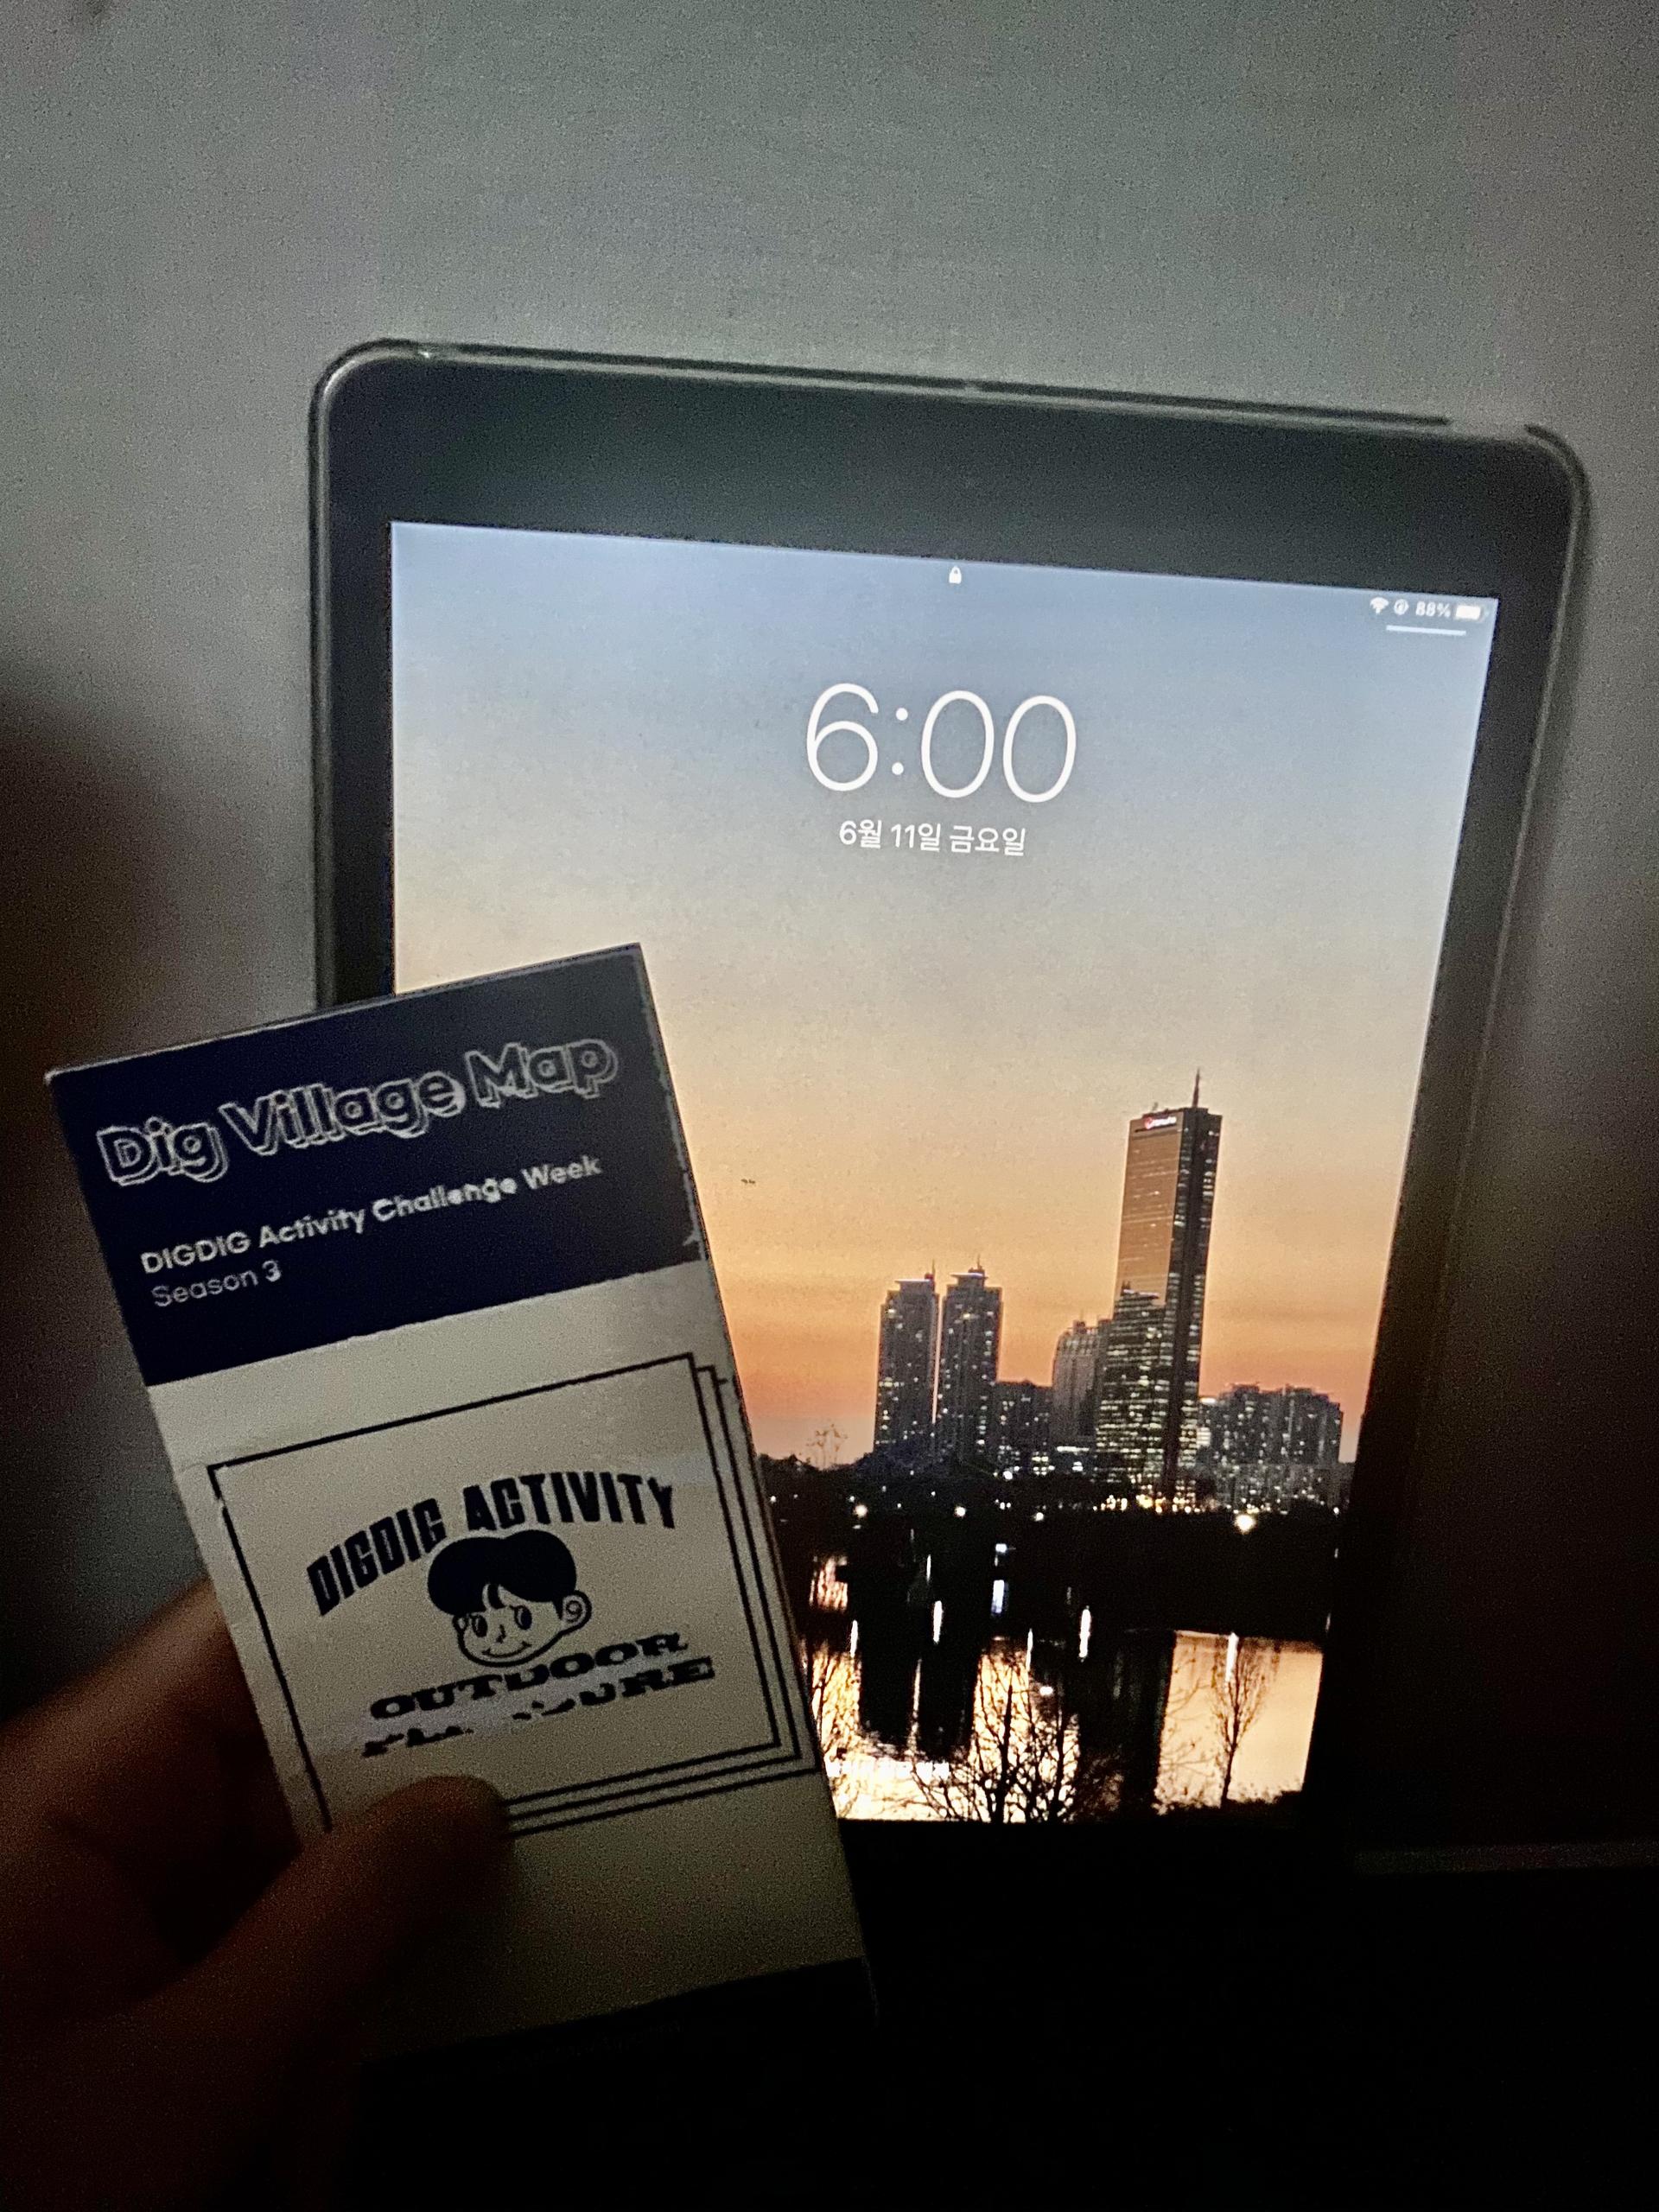 88%
6:00
6월 11일 금요일
Dig Village Map
DIGDIG Activity Challenge Week
Season 3
DIGDIG ACTIVITY
OUTDOOR